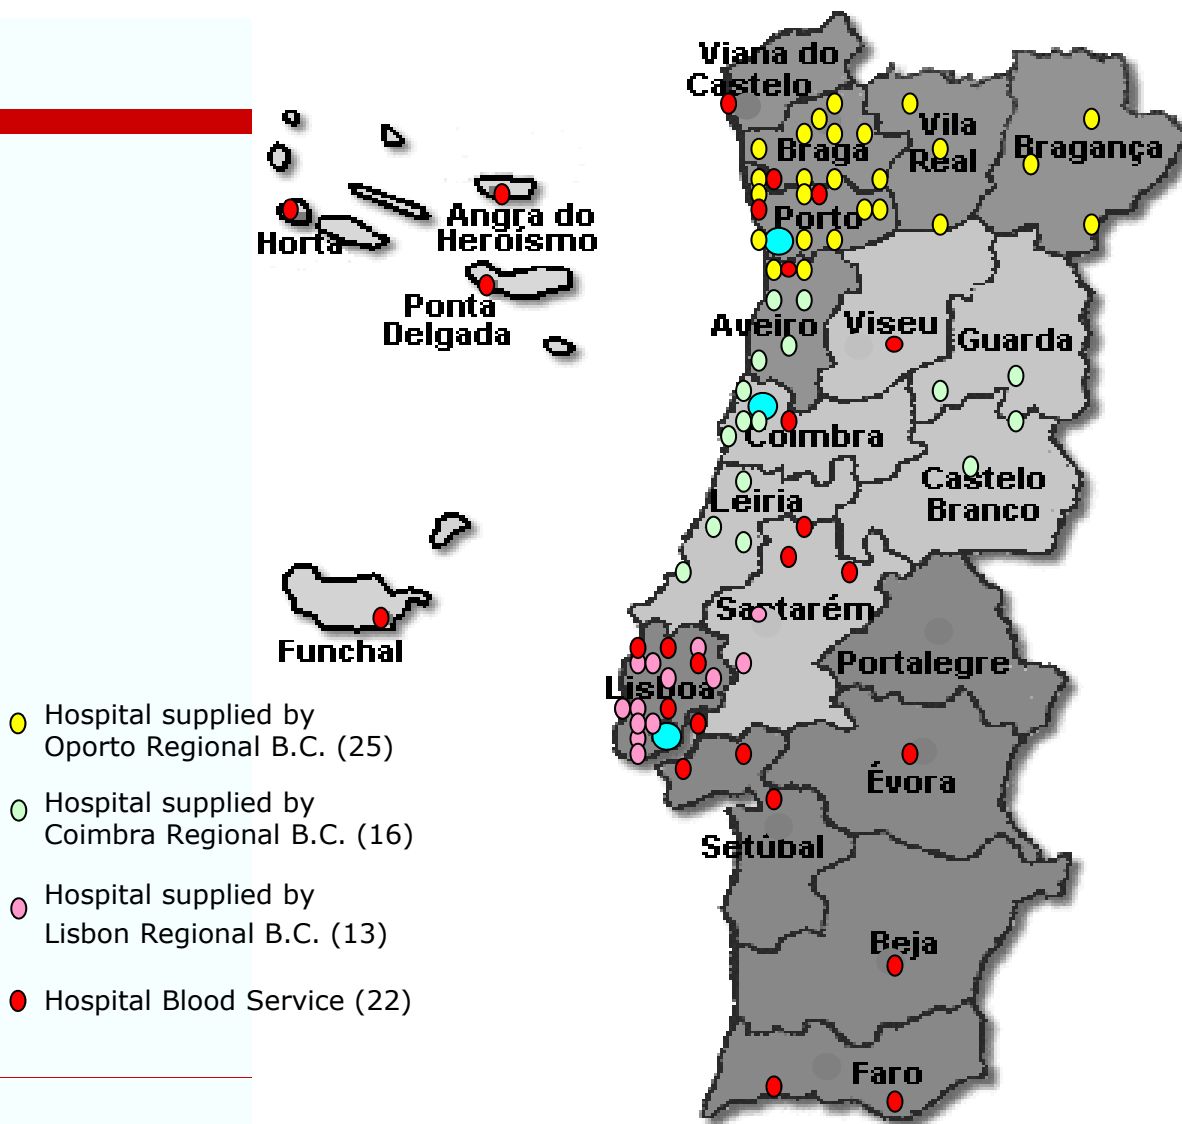 Viana do
Castelo
Vila
Real
Bragança
Braga
Angra do
Heroísmo
Horta
Porto
Ponta
Delgada
Aveiro
Viseu
Guarda
Coimbra
Castelo
Branco
Leiria
Santarém
Funchal
Portalegre
Lisboa
Hospital supplied by
Oporto Regional B.C. (25)
Évora
Hospital supplied by
Coimbra Regional B.C. (16)
Setúbal
Hospital supplied by
Lisbon Regional B.C. (13)
Beja
Hospital Blood Service (22)
Faro